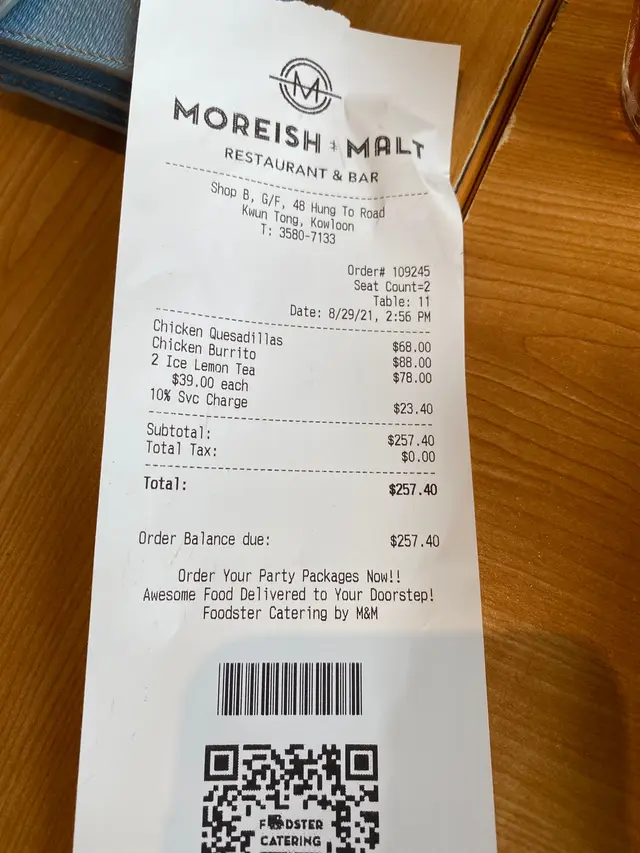 M
MOREISH & MALT
RESTAURANT & BAR
Shop B, G/F, 48 Hung To Road
Kwun Tong, Kowloon
T: 3580-7133
Order# 109245
Seat Count=2
Table: 11
Date: 8/29/21, 2:56 PM
Chicken Quesadillas $68.00
Chicken Burrito $88.00
2 Ice Lemon Tea $78.00
$39.00 each
10% Svc Charge $23.40
Subtotal: $257.40
Total Tax: $0.00
Total: $257.40
Order Balance due: $257.40
Order Your Party Packages Now!!
Awesome Food Delivered to Your Doorstep!
Foodster Catering by M&M
FOODSTER
CATERING